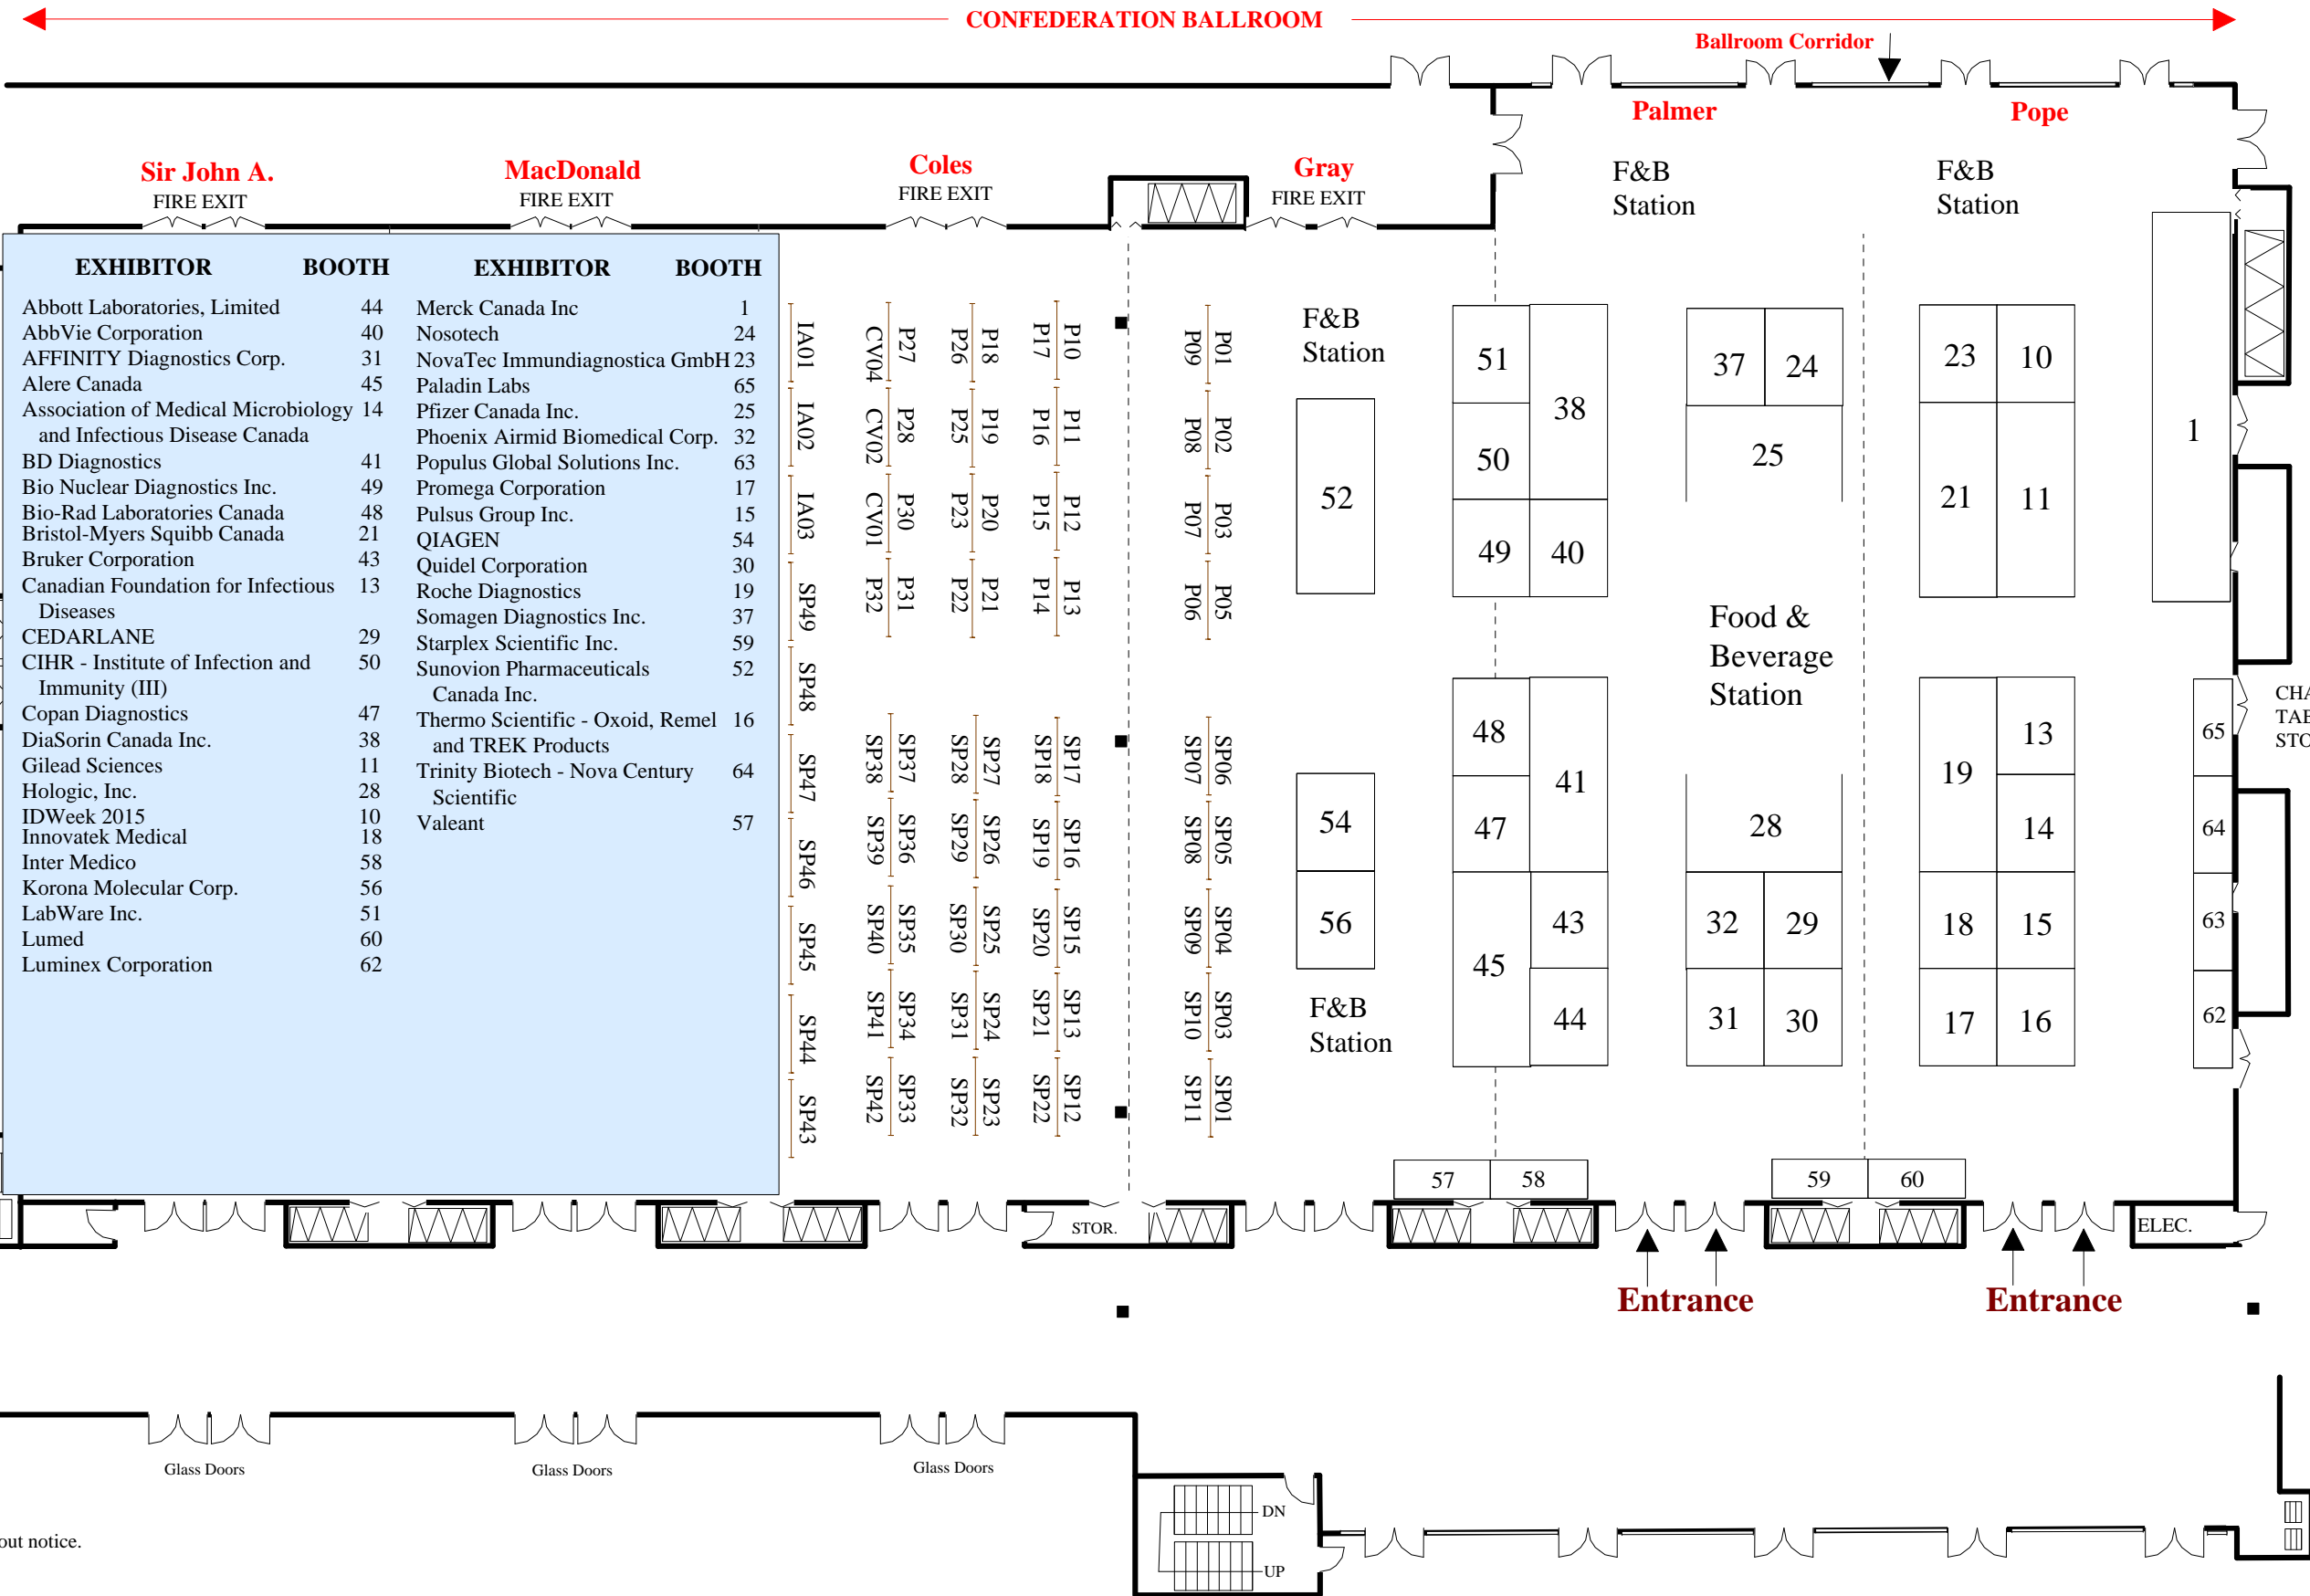 CONFEDERATION BALLROOM
Ballroom Corridor
Palmer
Pope
Sir John A.
FIRE EXIT
MacDonald
FIRE EXIT
Coles
FIRE EXIT
Gray
FIRE EXIT
F&B
Station
F&B
Station
EXHIBITOR BOOTH
Abbott Laboratories, Limited 44
AbbVie Corporation 40
AFFINITY Diagnostics Corp. 31
Alere Canada 45
Association of Medical Microbiology 14
and Infectious Disease Canada
BD Diagnostics 41
Bio Nuclear Diagnostics Inc. 49
Bio-Rad Laboratories Canada 48
Bristol-Myers Squibb Canada 21
Bruker Corporation 43
Canadian Foundation for Infectious 13
Diseases
CEDARLANE 29
CIHR - Institute of Infection and 50
Immunity (III)
Copan Diagnostics 47
DiaSorin Canada Inc. 38
Gilead Sciences 11
Hologic, Inc. 28
IDWeek 2015 10
Innovatek Medical 18
Inter Medico 58
Korona Molecular Corp. 56
LabWare Inc. 51
Lumed 60
Luminex Corporation 62
EXHIBITOR BOOTH
Merck Canada Inc 1
Nosotech 24
NovaTec Immundiagnostica GmbH 23
Paladin Labs 65
Pfizer Canada Inc. 25
Phoenix Airmid Biomedical Corp. 32
Populus Global Solutions Inc. 63
Promega Corporation 17
Pulsus Group Inc. 15
QIAGEN 54
Quidel Corporation 30
Roche Diagnostics 19
Somagen Diagnostics Inc. 37
Starplex Scientific Inc. 59
Sunovion Pharmaceuticals 52
Canada Inc.
Thermo Scientific - Oxoid, Remel 16
and TREK Products
Trinity Biotech - Nova Century 64
Scientific
Valeant 57
IA01
IA02
IA03
SP49
SP48
SP47
SP46
SP45
SP44
SP43
CV04 P27
CV02 P28
CV01 P30
P32 P31
SP38 SP37
SP39 SP36
SP40 SP35
SP41 SP34
SP42 SP33
P26 P18
P25 P19
P23 P20
P22 P21
SP28 SP27
SP29 SP26
SP30 SP25
SP31 SP24
SP32 SP23
P17 P10
P16 P11
P15 P12
P14 P13
SP18 SP17
SP19 SP16
SP20 SP15
SP21 SP13
SP22 SP12
P09 P01
P08 P02
P07 P03
P06 P05
SP07 SP06
SP08 SP05
SP09 SP04
SP10 SP03
SP11 SP01
F&B
Station
52
54
56
F&B
Station
51
38
50
49
40
48
41
47
43
45
44
57
58
37
24
25
Food &
Beverage
Station
28
32
29
31
30
59
60
23
10
21
11
19
13
14
18
15
17
16
1
65
64
63
62
CHA
TAB
STO
STOR.
ELEC.
Entrance
Entrance
Glass Doors
Glass Doors
Glass Doors
DN
UP
out notice.